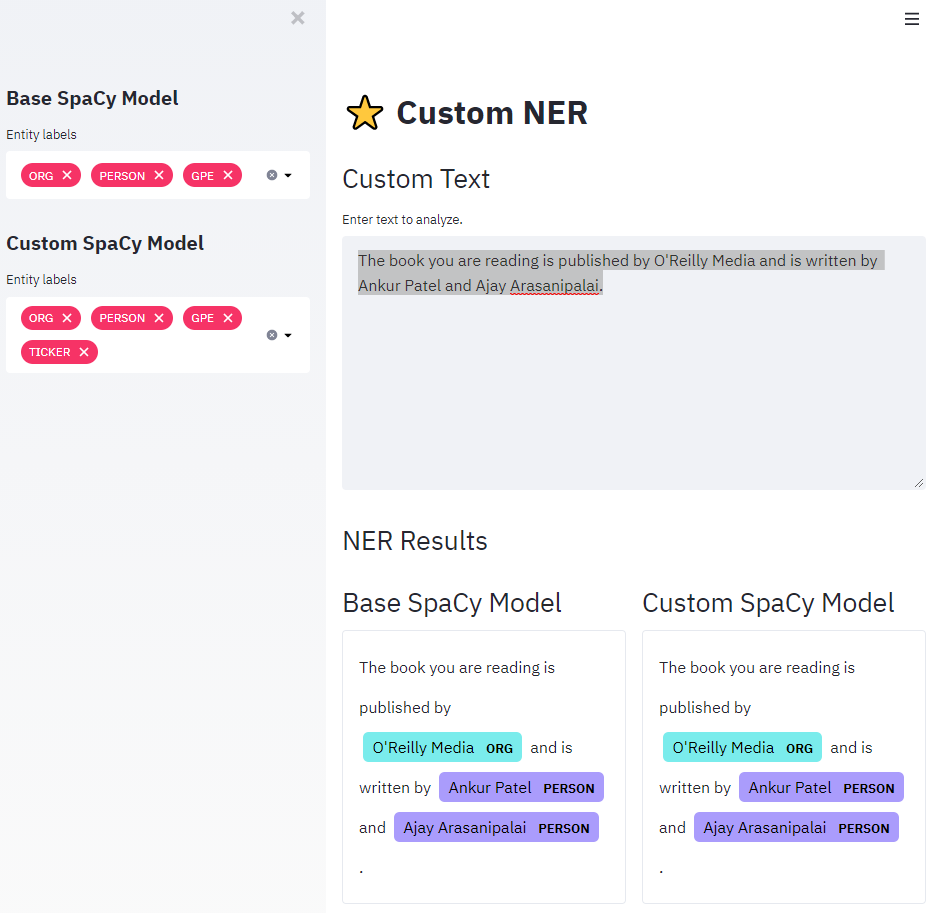 Base SpaCy Model
Entity labels
ORG PERSON GPE
Custom SpaCy Model
Entity labels
ORG PERSON GPE
TICKER
Custom NER
Custom Text
Enter text to analyze.
The book you are reading is published by O'Reilly Media and is written by
Ankur Patel and Ajay Arasanipalai.
NER Results
Base SpaCy Model
The book you are reading is
published by
O'Reilly Media ORG and is
written by Ankur Patel PERSON
and Ajay Arasanipalai PERSON
.
Custom SpaCy Model
The book you are reading is
published by
O'Reilly Media ORG and is
written by Ankur Patel PERSON
and Ajay Arasanipalai PERSON
.